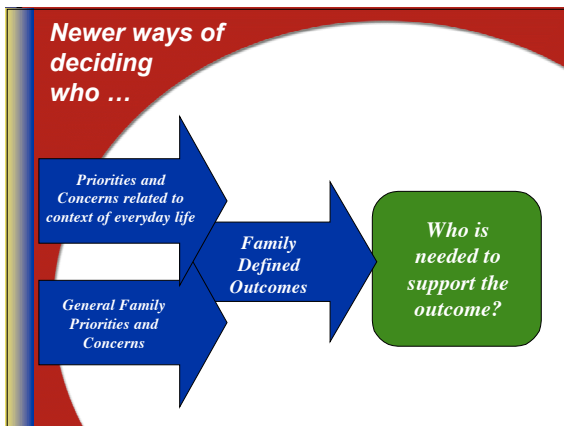 Newer ways of
deciding
who …
Priorities and
Concerns related to
context of everyday life
Family
Defined
Outcomes
General Family
Priorities and
Concerns
Who is
needed to
support the
outcome?